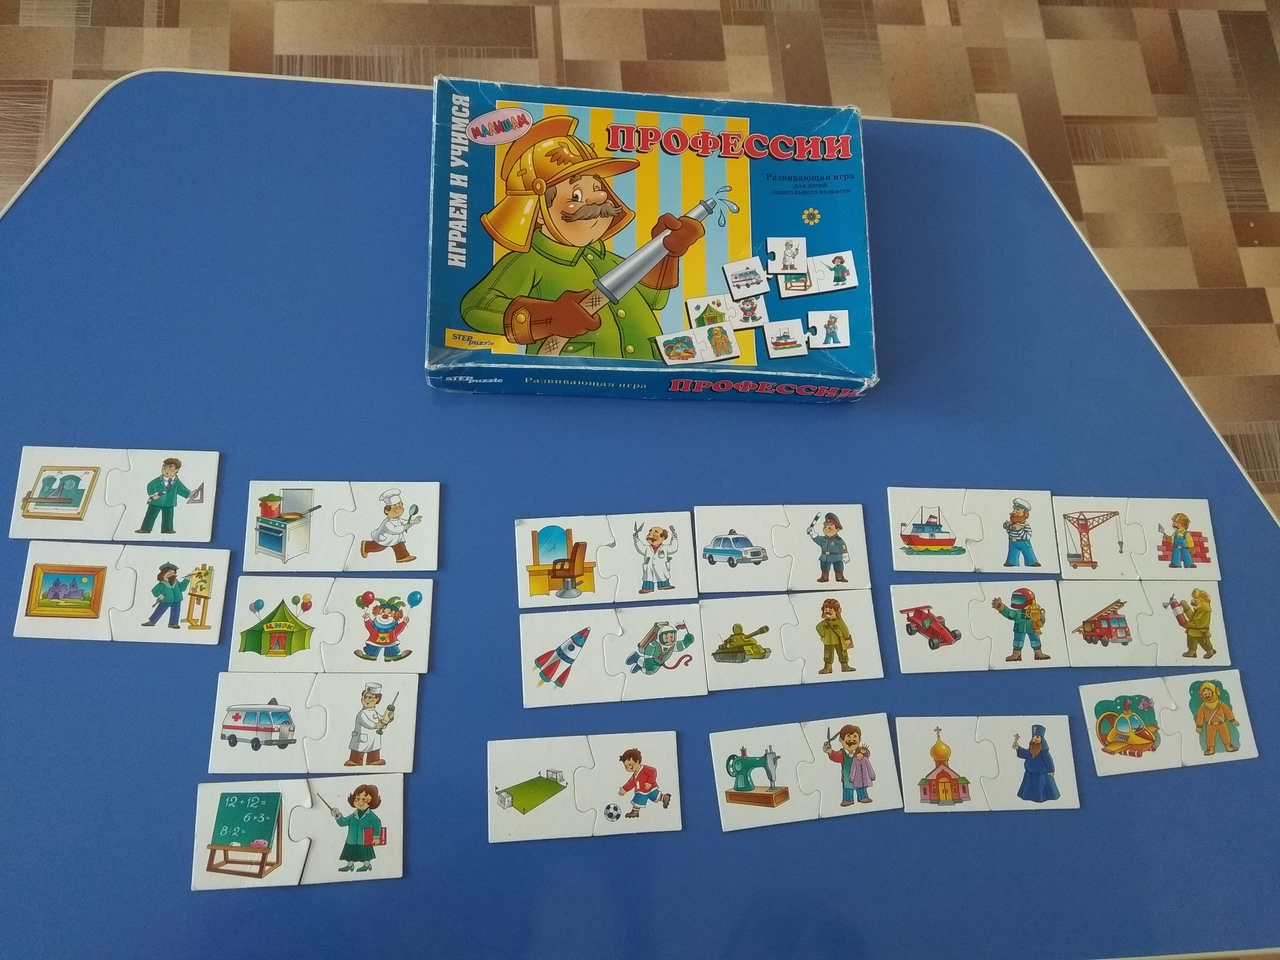 ИГРАЕМ И УЧИМСЯ
МАЛЫШАМ
ПРОФЕССИИ
Развивающая игра
для детей
дошкольного возраста
STEP puzzle
STEP puzzle Развивающая игра ПРОФЕССИИ
ЦИРК
12+12=
6•3=
8:2=